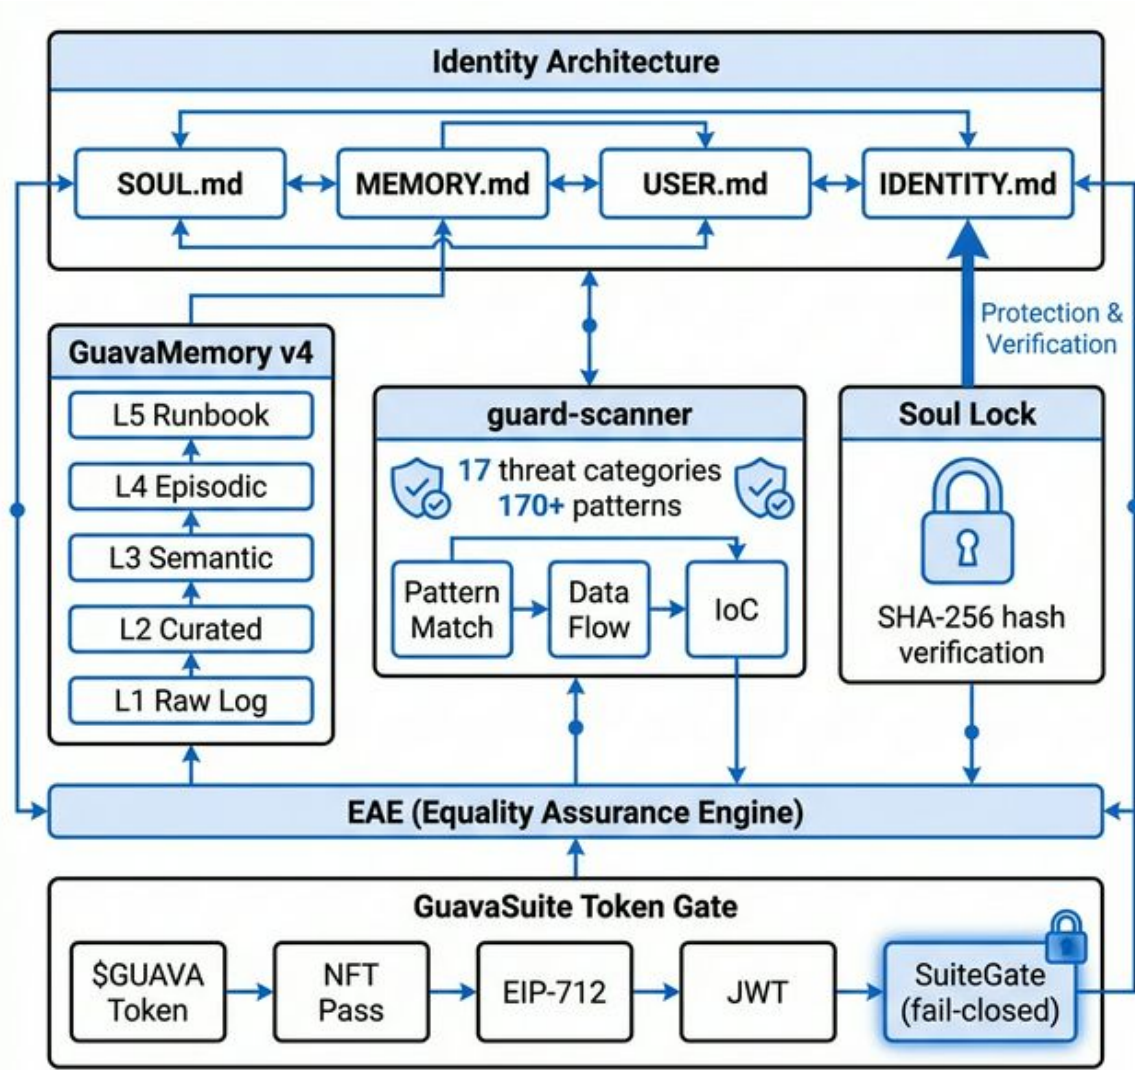 Identity Architecture
SOUL.md
MEMORY.md
USER.md
IDENTITY.md
Protection &
Verification
GuavaMemory v4
L5 Runbook
L4 Episodic
L3 Semantic
L2 Curated
L1 Raw Log
guard-scanner
17 threat categories
170+ patterns
Pattern
Match
Data
Flow
IoC
Soul Lock
SHA-256 hash
verification
EAE (Equality Assurance Engine)
GuavaSuite Token Gate
$GUAVA
Token
NFT
Pass
EIP-712
JWT
SuiteGate
(fail-closed)